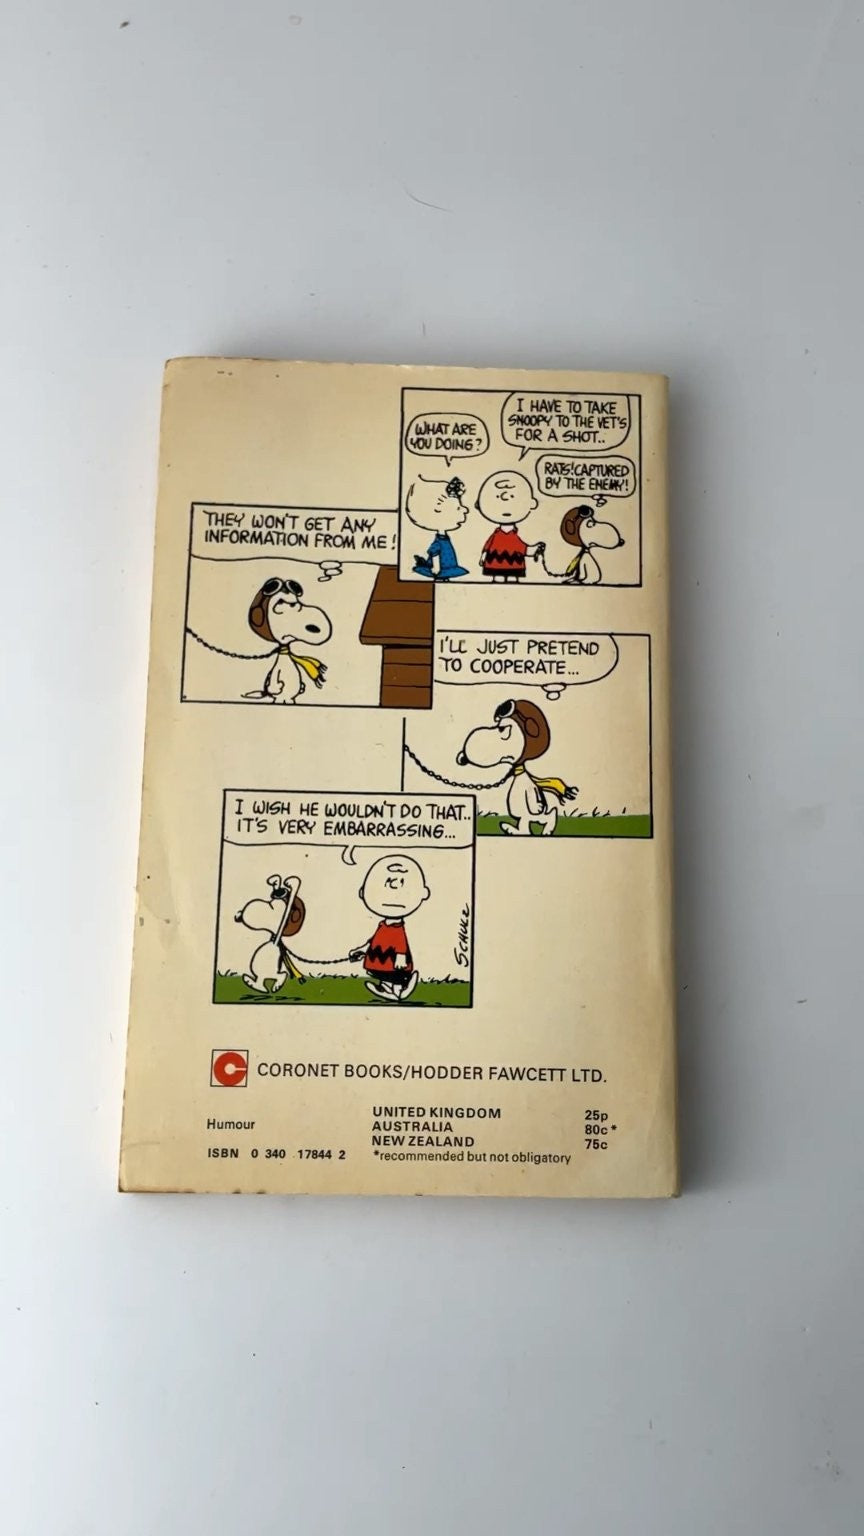 WHAT ARE
YOU DOING?
I HAVE TO TAKE
SNOOPY TO THE VET'S
FOR A SHOT..
RATS! CAPTURED
BY THE ENEMY!
THEY WON'T GET ANY
INFORMATION FROM ME!
I'LL JUST PRETEND
TO COOPERATE...
I WISH HE WOULDN'T DO THAT..
IT'S VERY EMBARRASSING...
SCHULZ
CORONET BOOKS/HODDER FAWCETT LTD.
Humour
ISBN 0 340 17844 2
UNITED KINGDOM 25p
AUSTRALIA 80c*
NEW ZEALAND 75c
*recommended but not obligatory